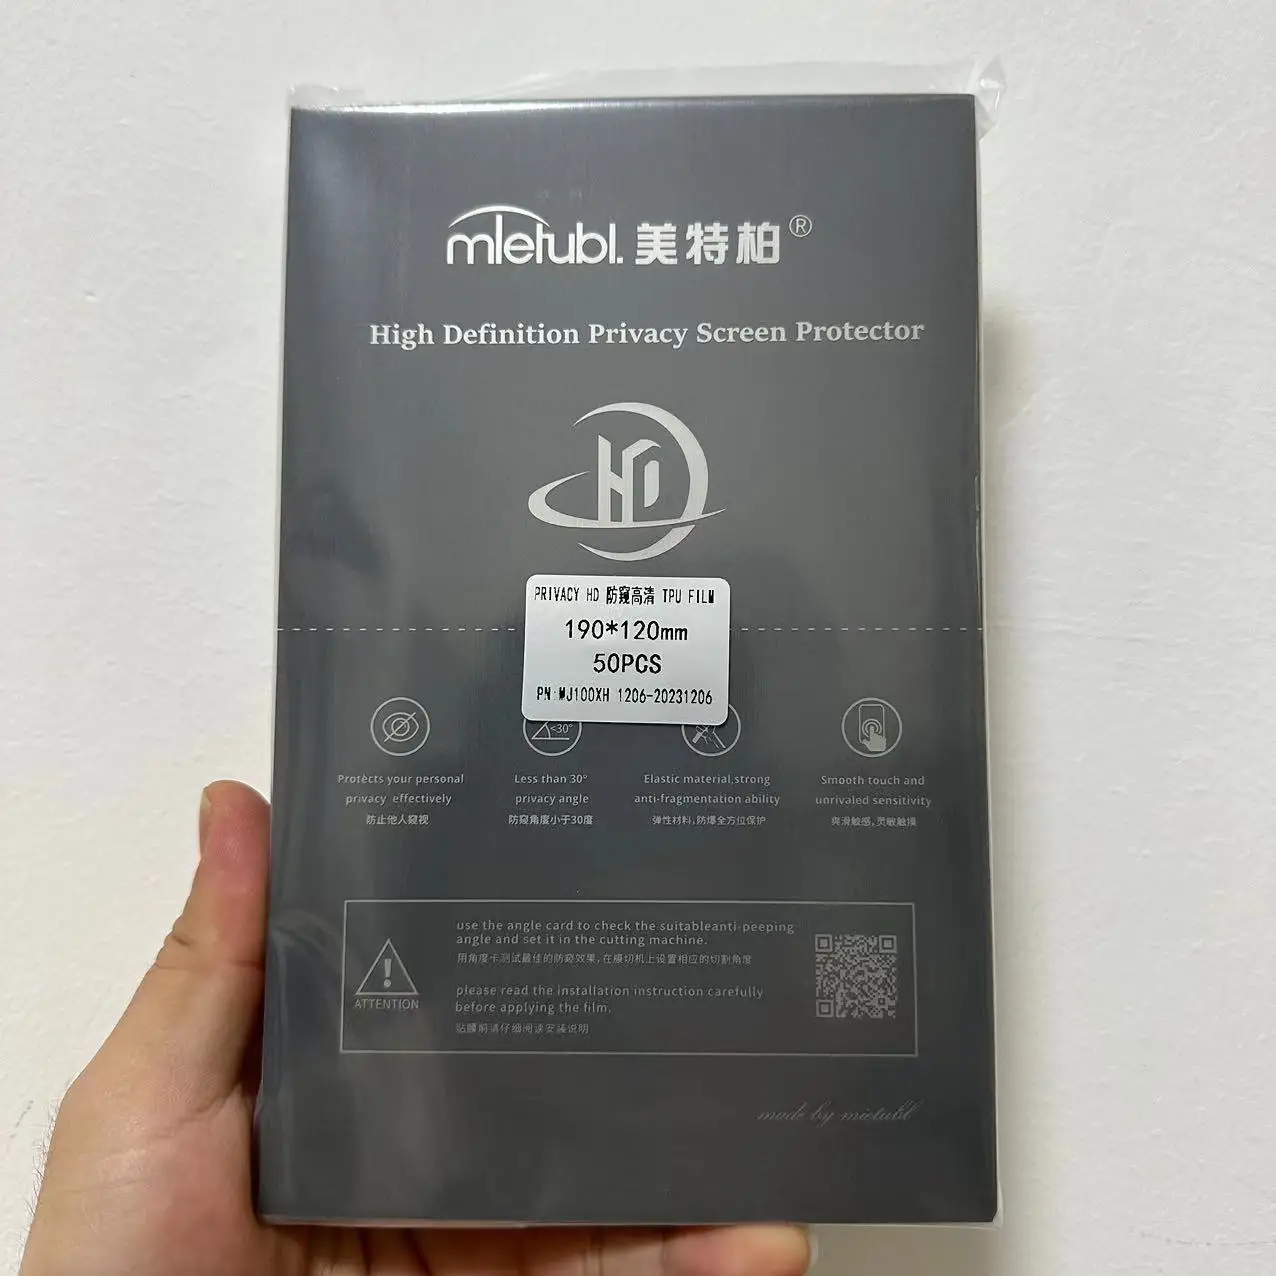 mietubl. 美特柏®
High Definition Privacy Screen Protector
HD
PRIVACY HD 防窥高清 TPU FILM
190*120mm
50PCS
PN:MJ100XH 1206-20231206
<30°
Protects your personal
privacy effectively
防止他人窥视
Less than 30°
privacy angle
防窥角度小于30度
Elastic material,strong
anti-fragmentation ability
弹性材料,防爆全方位保护
Smooth touch and
unrivaled sensitivity
爽滑触感,灵敏触摸
ATTENTION
use the angle card to check the suitableanti-peeping
angle and set it in the cutting machine.
用角度卡测试最佳的防窥效果,在膜切机上设置相应的切割角度
please read the installation instruction carefully
before applying the film.
贴膜前请仔细阅读安装说明
made by mietubl